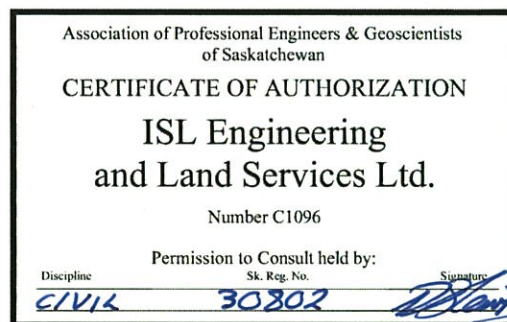 Association of Professional Engineers & Geoscientists
of Saskatchewan
CERTIFICATE OF AUTHORIZATION
ISL Engineering
and Land Services Ltd.
Number C1096
Permission to Consult held by:
Discipline Sk. Reg. No. Signature
CIVIL 30802